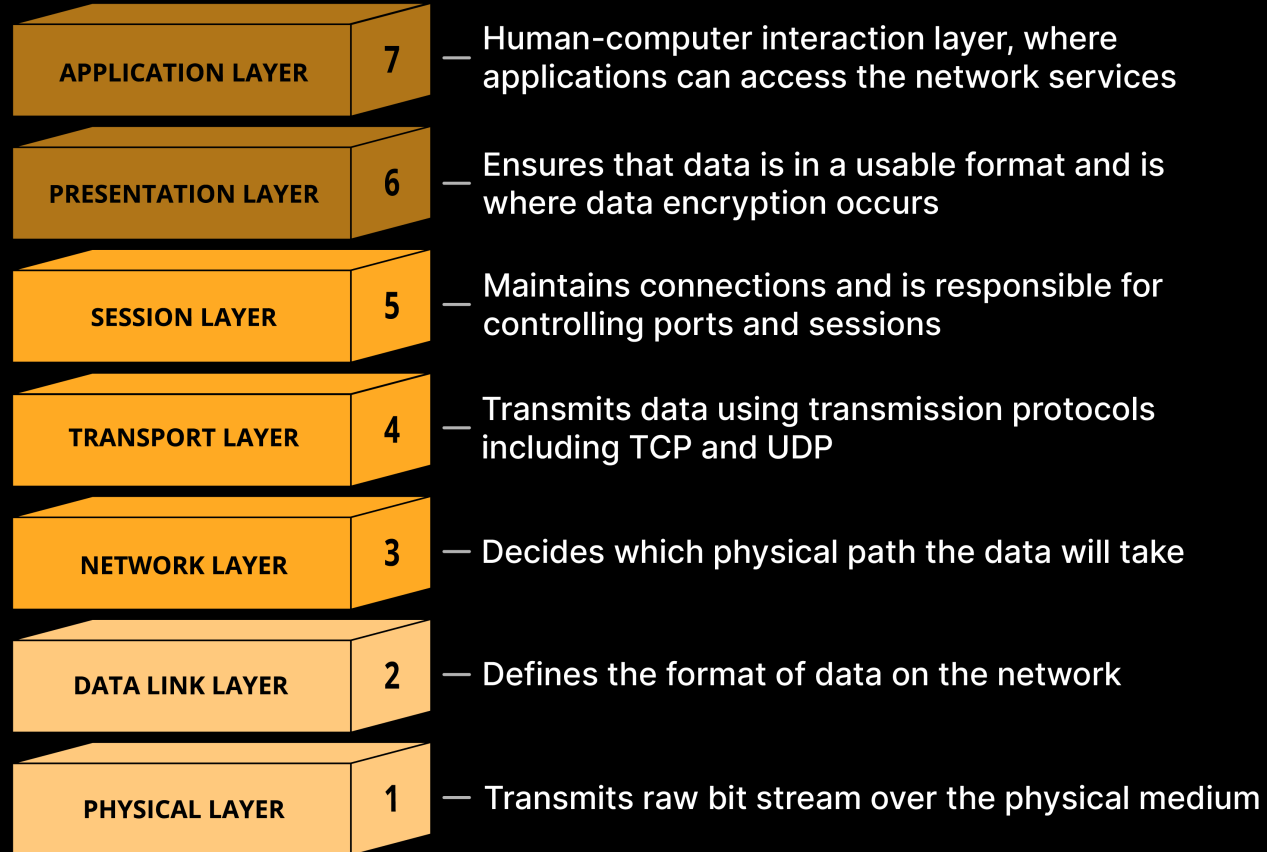 APPLICATION LAYER
7
Human-computer interaction layer, where
applications can access the network services
PRESENTATION LAYER
6
Ensures that data is in a usable format and is
where data encryption occurs
SESSION LAYER
5
Maintains connections and is responsible for
controlling ports and sessions
TRANSPORT LAYER
4
Transmits data using transmission protocols
including TCP and UDP
NETWORK LAYER
3
Decides which physical path the data will take
DATA LINK LAYER
2
Defines the format of data on the network
PHYSICAL LAYER
1
Transmits raw bit stream over the physical medium